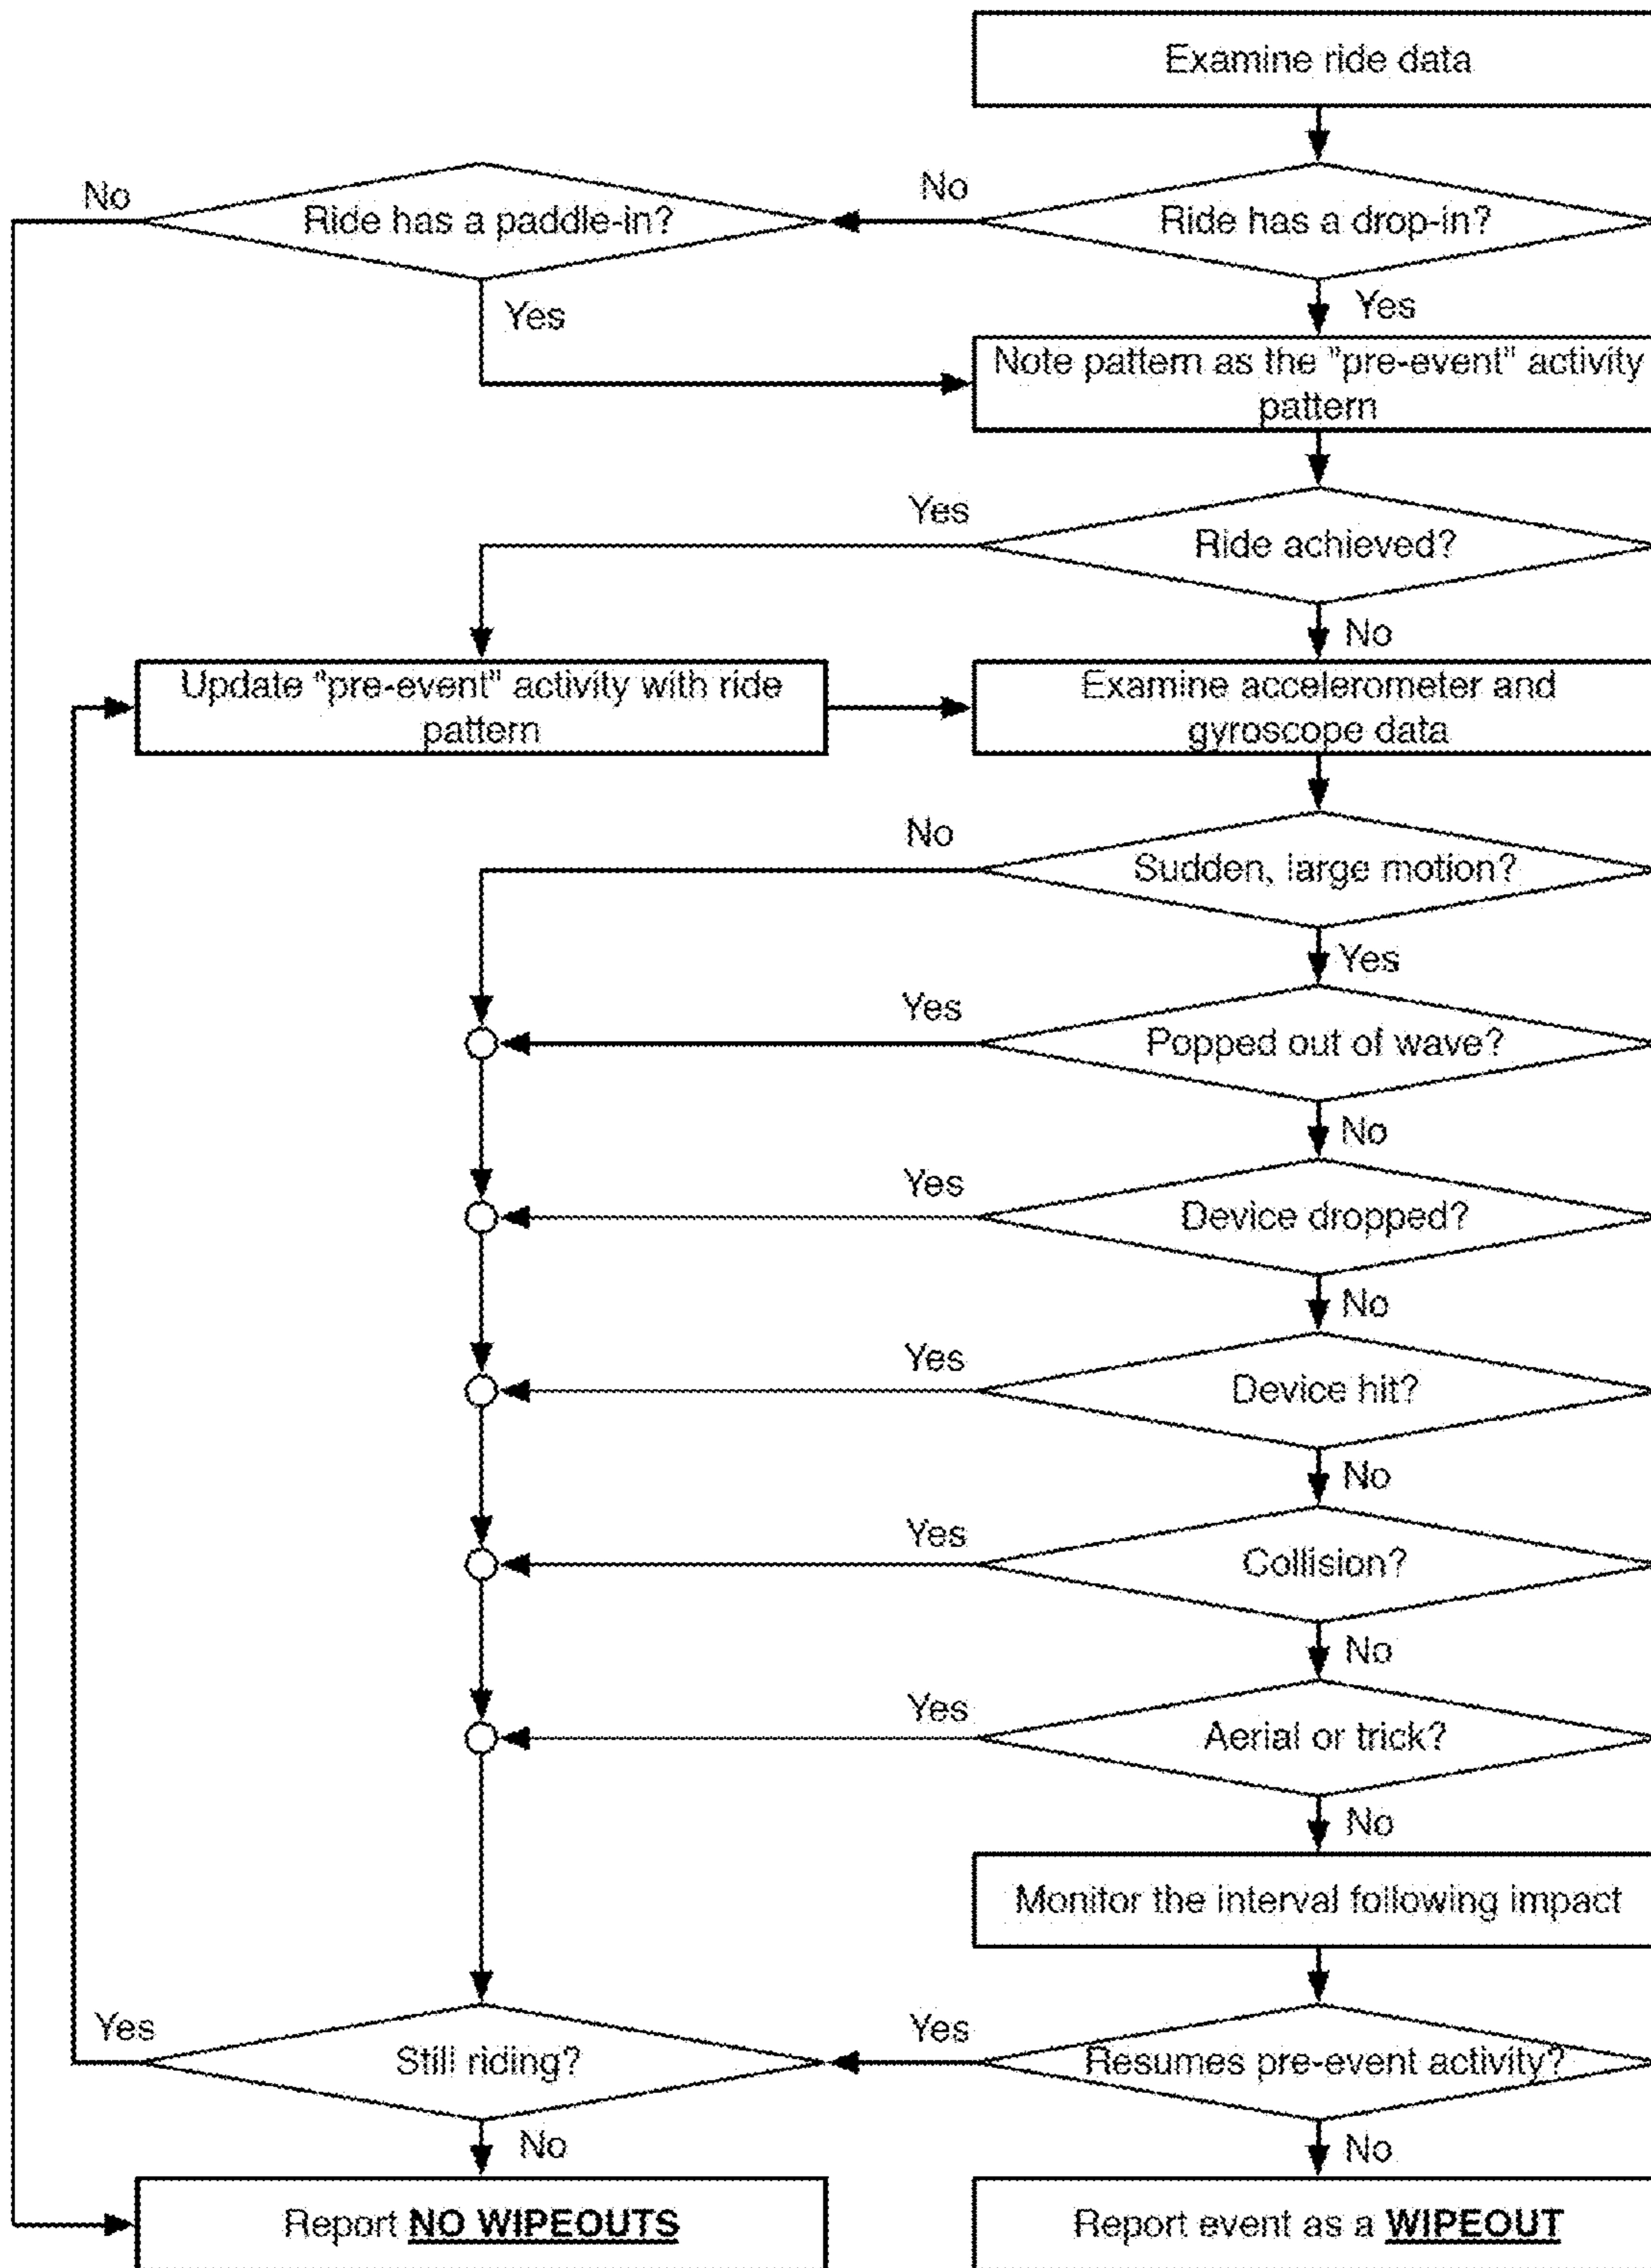 Examine ride data
No
Ride has a paddle-in?
No
Ride has a drop-in?
Yes
Yes
Note pattern as the "pre-event" activity
pattern
Yes
Ride achieved?
No
Update "pre-event" activity with ride
pattern
Examine accelerometer and
gyroscope data
No
Sudden, large motion?
Yes
Yes
Popped out of wave?
No
Yes
Device dropped?
No
Yes
Device hit?
No
Yes
Collision?
No
Yes
Aerial or trick?
No
Monitor the interval following impact
Yes
Still riding?
Yes
Resumes pre-event activity?
No
No
Report NO WIPEOUTS
Report event as a WIPEOUT